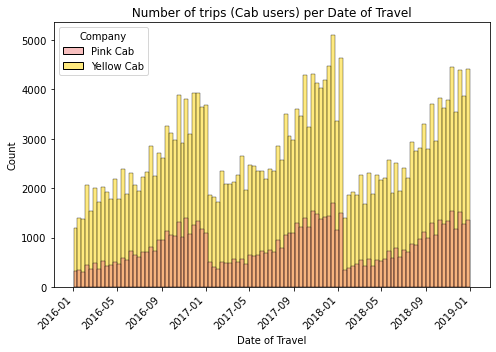 Number of trips (Cab users) per Date of Travel
Company
Pink Cab
Yellow Cab
Count
5000
4000
3000
2000
1000
0
2016-01
2016-05
2016-09
2017-01
2017-05
2017-09
2018-01
2018-05
2018-09
2019-01
Date of Travel